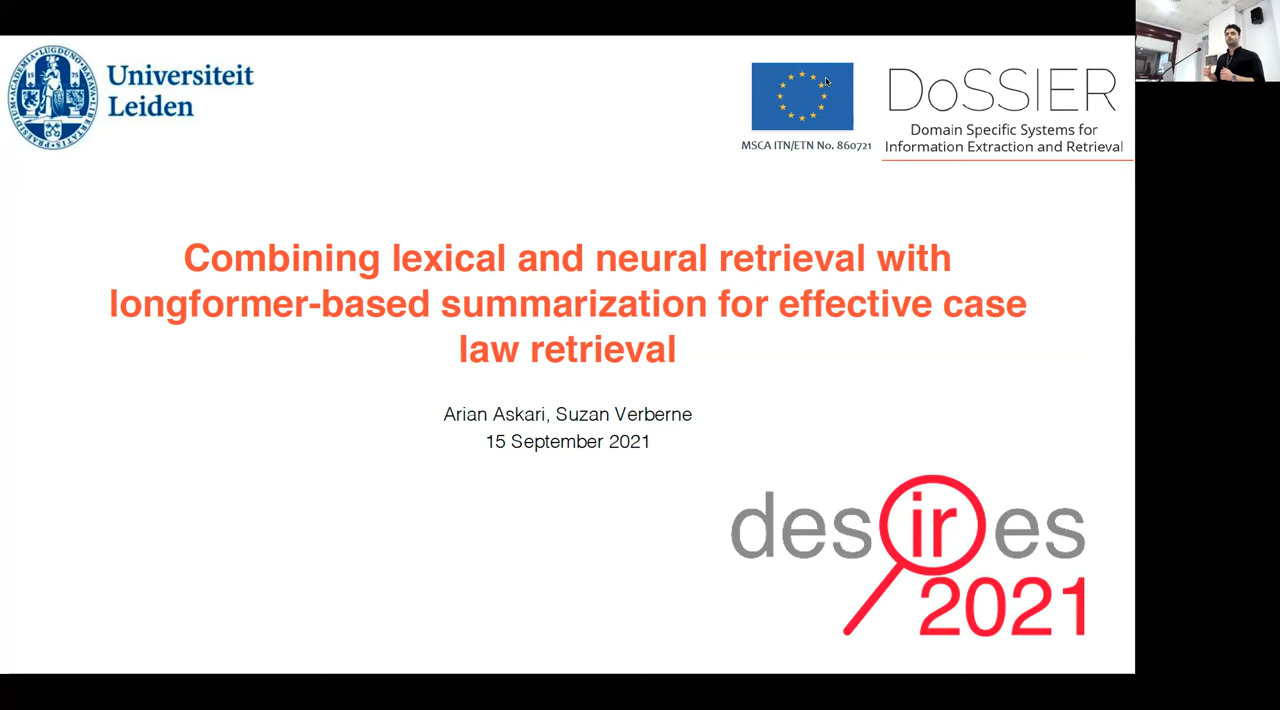 Universiteit
Leiden
MSCA ITN/ETN No. 860721
DoSSIER
Domain Specific Systems for
Information Extraction and Retrieval
Combining lexical and neural retrieval with
longformer-based summarization for effective case
law retrieval
Arian Askari, Suzan Verberne
15 September 2021
desires
2021